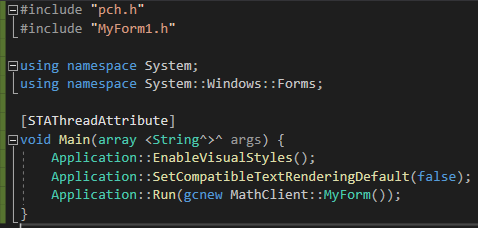 #include "pch.h"
#include "MyForm1.h"
using namespace System;
using namespace System::Windows::Forms;
[STAThreadAttribute]
void Main(array <String^>^ args) {
    Application::EnableVisualStyles();
    Application::SetCompatibleTextRenderingDefault(false);
    Application::Run(gcnew MathClient::MyForm());
}